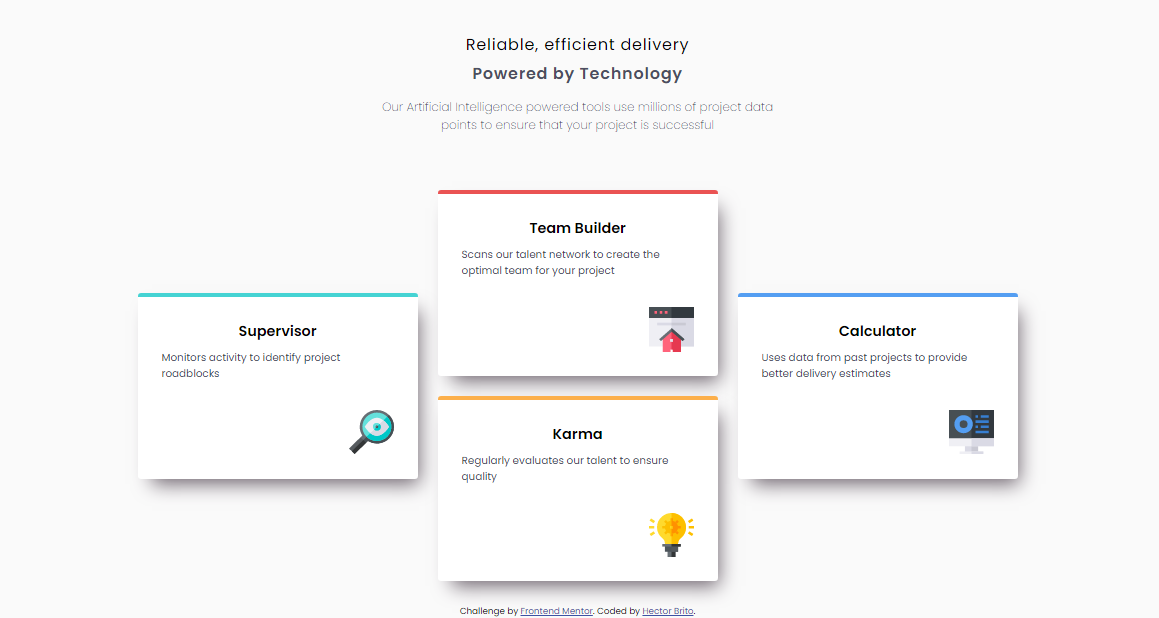 Reliable, efficient delivery
Powered by Technology
Our Artificial Intelligence powered tools use millions of project data
points to ensure that your project is successful
Supervisor
Monitors activity to identify project
roadblocks
Team Builder
Scans our talent network to create the
optimal team for your project
Karma
Regularly evaluates our talent to ensure
quality
Calculator
Uses data from past projects to provide
better delivery estimates
Challenge by Frontend Mentor. Coded by Hector Brito.